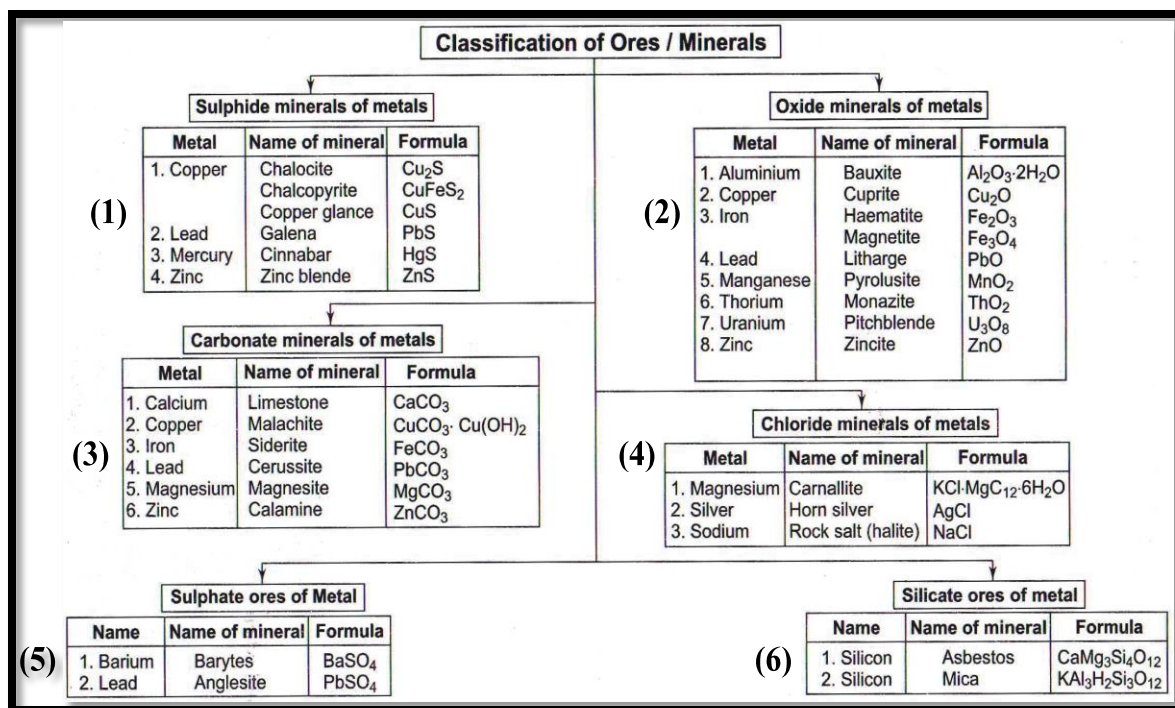 Classification of Ores / Minerals
Sulphide minerals of metals
(1)
Metal Name of mineral Formula
1. Copper Chalocite Cu₂S
Chalcopyrite CuFeS₂
Copper glance CuS
2. Lead Galena PbS
3. Mercury Cinnabar HgS
4. Zinc Zinc blende ZnS
Oxide minerals of metals
(2)
Metal Name of mineral Formula
1. Aluminium Bauxite Al₂O₃·2H₂O
2. Copper Cuprite Cu₂O
3. Iron Haematite Fe₂O₃
Magnetite Fe₃O₄
4. Lead Litharge PbO
5. Manganese Pyrolusite MnO₂
6. Thorium Monazite ThO₂
7. Uranium Pitchblende U₃O₈
8. Zinc Zincite ZnO
Carbonate minerals of metals
(3)
Metal Name of mineral Formula
1. Calcium Limestone CaCO₃
2. Copper Malachite CuCO₃· Cu(OH)₂
3. Iron Siderite FeCO₃
4. Lead Cerussite PbCO₃
5. Magnesium Magnesite MgCO₃
6. Zinc Calamine ZnCO₃
Chloride minerals of metals
(4)
Metal Name of mineral Formula
1. Magnesium Carnallite KCl·MgC₁₂·6H₂O
2. Silver Horn silver AgCl
3. Sodium Rock salt (halite) NaCl
Sulphate ores of Metal
(5)
Name Name of mineral Formula
1. Barium Barytes BaSO₄
2. Lead Anglesite PbSO₄
Silicate ores of metal
(6)
Name Name of mineral Formula
1. Silicon Asbestos CaMg₃Si₄O₁₂
2. Silicon Mica KAl₃H₂Si₃O₁₂